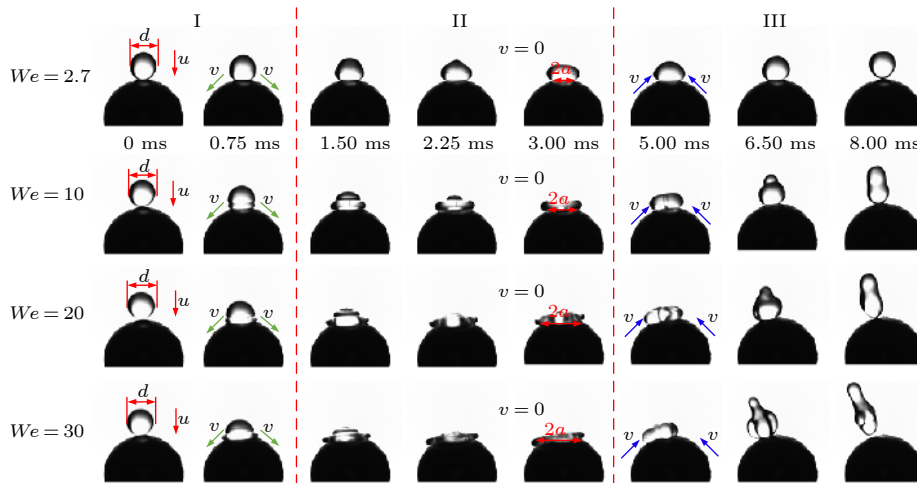 I II III
d u v v v = 0 2a v v
We = 2.7
0 ms 0.75 ms 1.50 ms 2.25 ms 3.00 ms 5.00 ms 6.50 ms 8.00 ms
d u v v v = 0 2a v v
We = 10
d u v v v = 0 2a v v
We = 20
d u v v v = 0 2a v v
We = 30